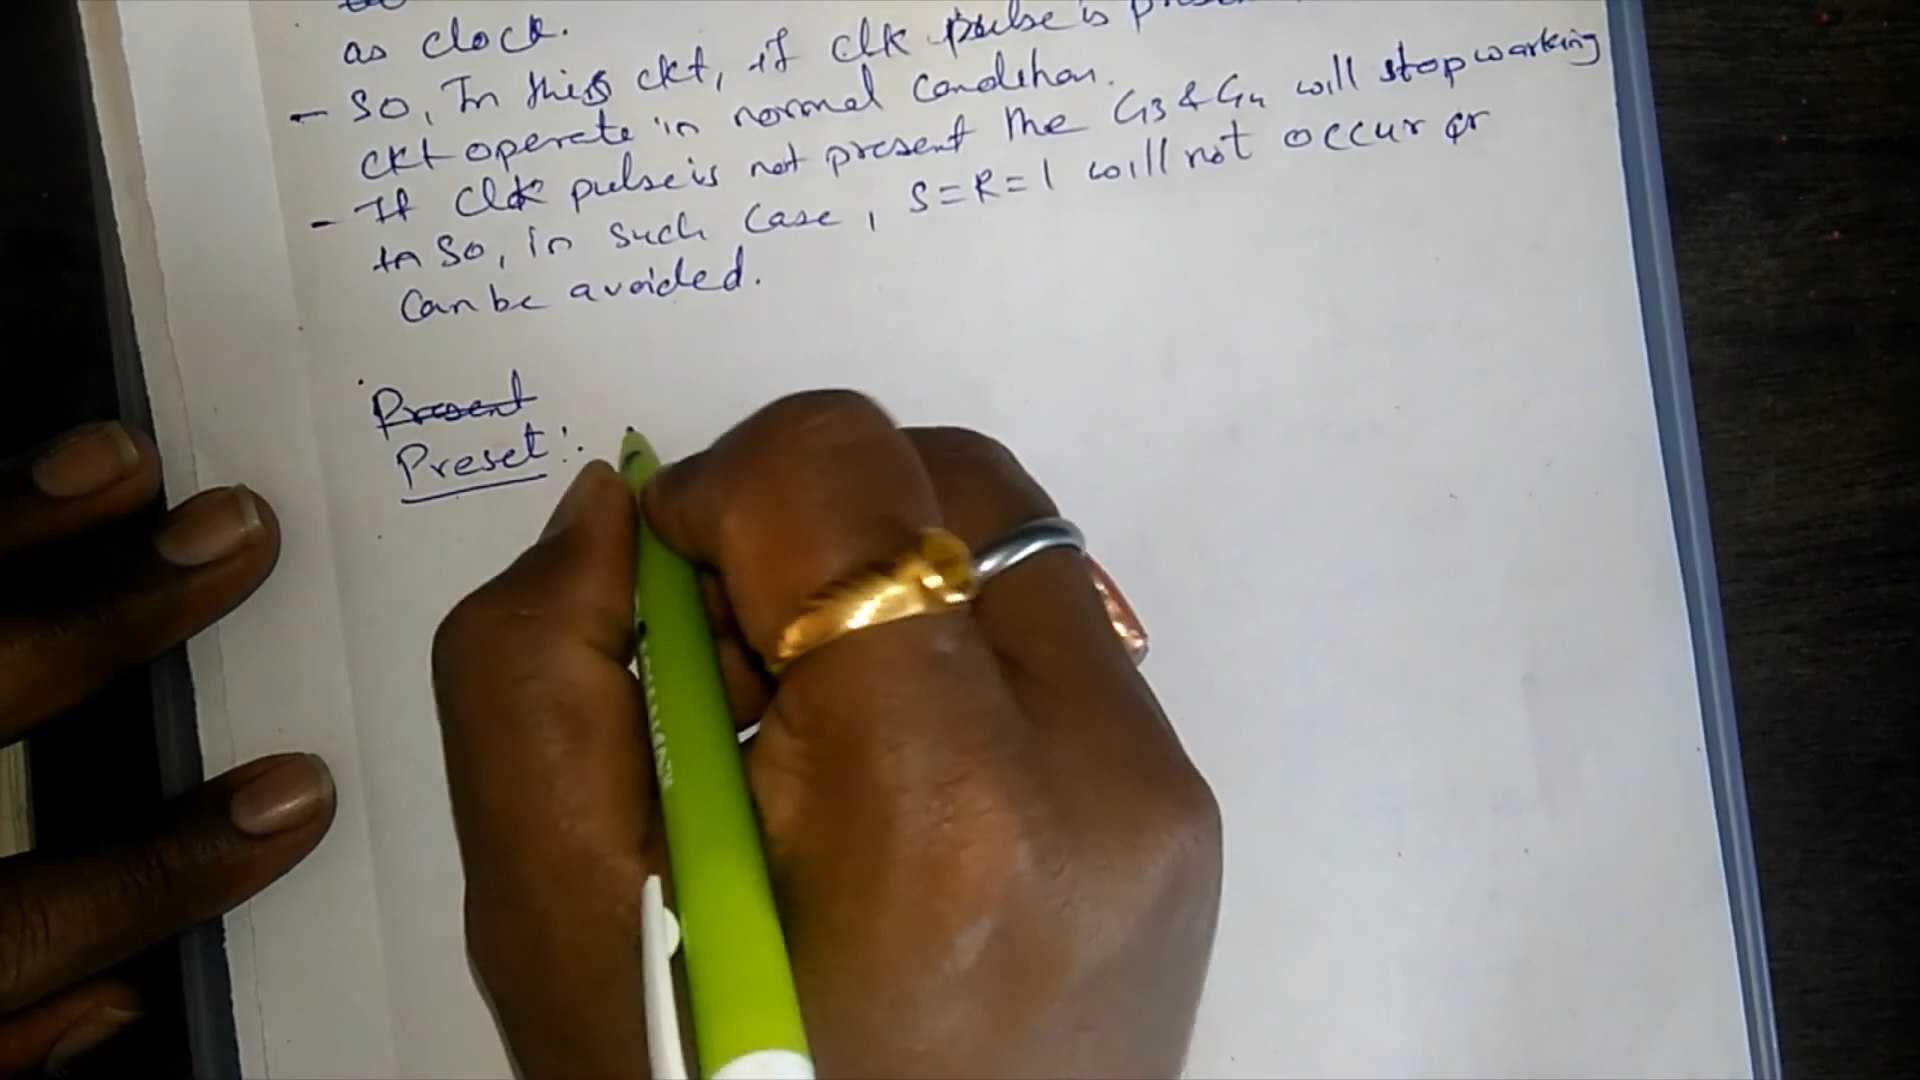 as clock.
- So, In this ckt, if clk pulse is
ckt operate in normal condition.
- If clk pulse is not present the G3 & G4 will stop working
to So, in such case, S=R=1 will not occur or
can be avoided.
Present
Preset :-